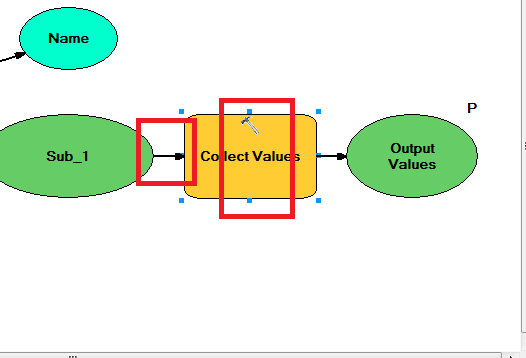 Name
P
Sub_1
Collect Values
Output
Values